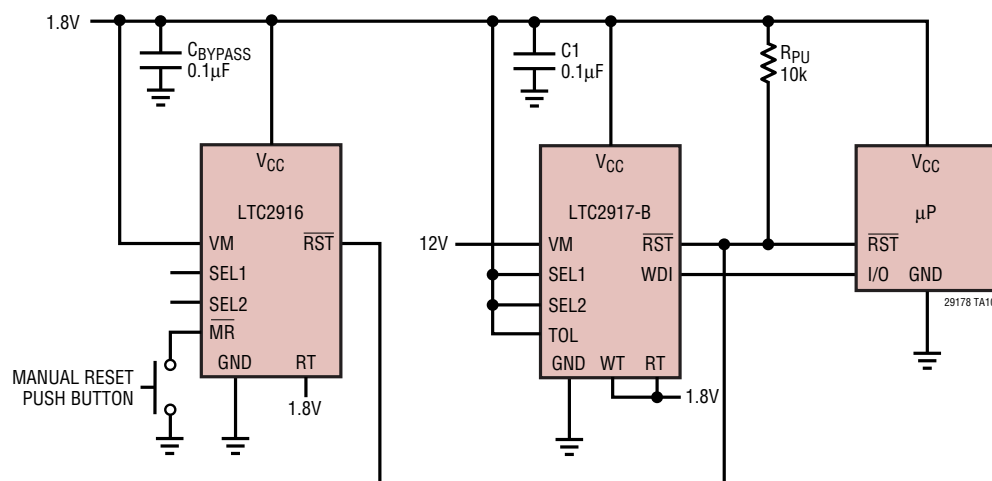 1.8V
CBYPASS
0.1µF
C1
0.1µF
RPU
10k
VCC
LTC2916
VM
RST
SEL1
SEL2
MR
GND
RT
1.8V
MANUAL RESET
PUSH BUTTON
12V
VCC
LTC2917-B
VM
RST
SEL1
WDI
SEL2
TOL
GND
WT
RT
1.8V
VCC
µP
RST
I/O
GND
29178 TA10